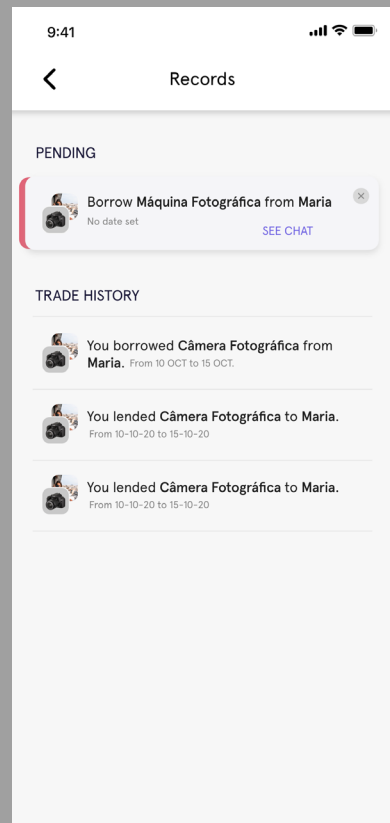 9:41
Records
PENDING
Borrow Máquina Fotográfica from Maria
No date set
SEE CHAT
TRADE HISTORY
You borrowed Câmera Fotográfica from
Maria. From 10 OCT to 15 OCT.
You lended Câmera Fotográfica to Maria.
From 10-10-20 to 15-10-20
You lended Câmera Fotográfica to Maria.
From 10-10-20 to 15-10-20